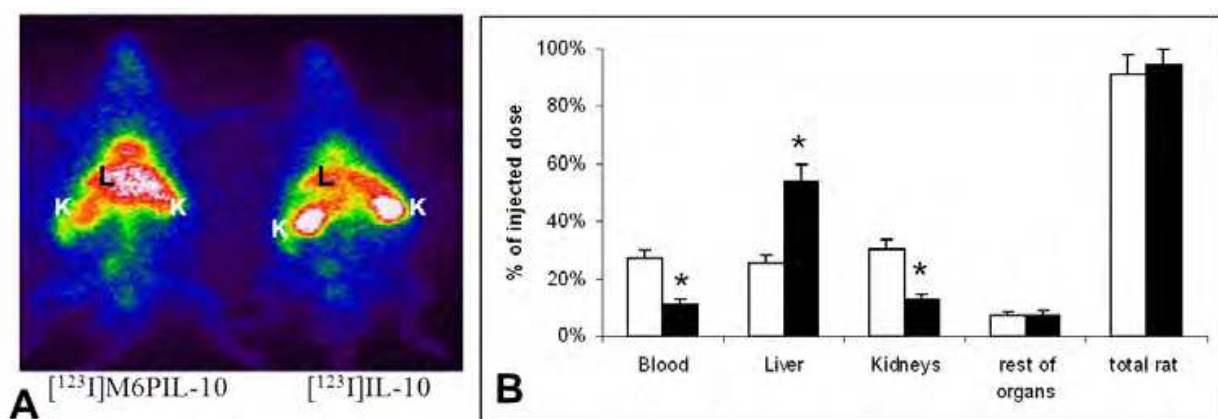 L
L
K
K
K
K
[¹²³I]M6PIL-10
[¹²³I]IL-10
A
B
100%
80%
60%
40%
20%
0%
% of injected dose
*
*
*
Blood
Liver
Kidneys
rest of
organs
total rat